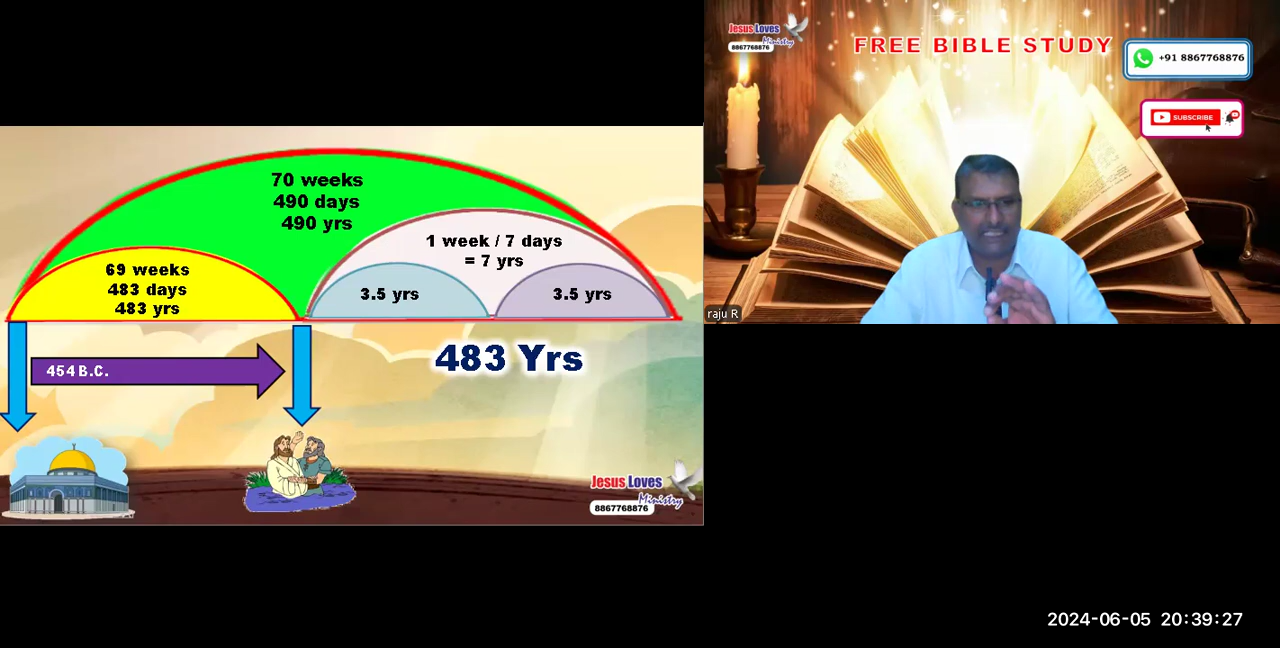 70 weeks
490 days
490 yrs
1 week / 7 days
= 7 yrs
69 weeks
483 days
483 yrs
3.5 yrs
3.5 yrs
454 B.C.
483 Yrs
Jesus Loves
Ministry
8867768876
Jesus Loves
Ministry
8867768876
FREE BIBLE STUDY
+91 8867768876
SUBSCRIBE
raju R
2024-06-05 20:39:27